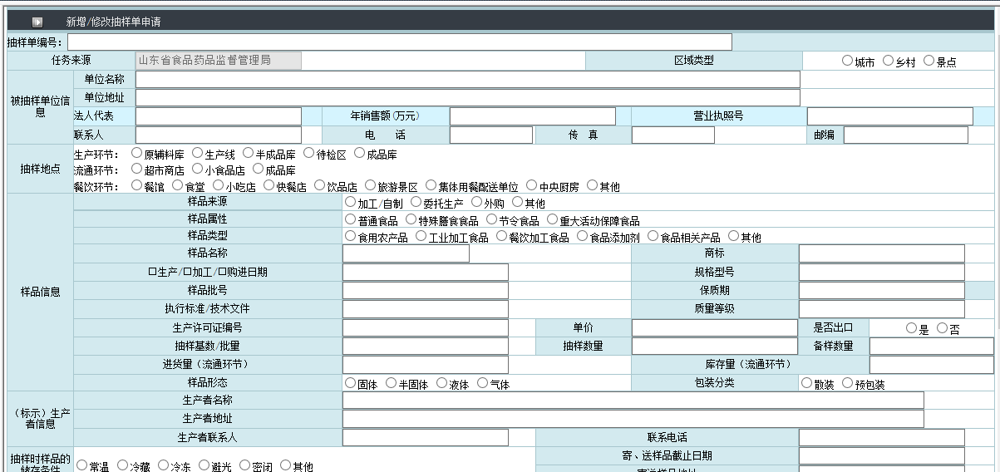 新增/修改抽样单申请
抽样单编号:
任务来源 山东省食品药品监督管理局 区域类型 城市 乡村 景点
被抽样单位信息
单位名称
单位地址
法人代表 年销售额(万元) 营业执照号
联系人 电 话 传 真 邮编
抽样地点
生产环节: 原辅料库 生产线 半成品库 待检区 成品库
流通环节: 超市商店 小食品店 成品库
餐饮环节: 餐馆 食堂 小吃店 快餐店 饮品店 旅游景区 集体用餐配送单位 中央厨房 其他
样品信息
样品来源 加工/自制 委托生产 外购 其他
样品属性 普通食品 特殊膳食食品 节令食品 重大活动保障食品
样品类型 食用农产品 工业加工食品 餐饮加工食品 食品添加剂 食品相关产品 其他
样品名称 商标
口生产/口加工/口购进日期 规格型号
样品批号 保质期
执行标准/技术文件 质量等级
生产许可证编号 单价 是否出口 是 否
抽样基数/批量 抽样数量 备样数量
进货量(流通环节) 库存量(流通环节)
样品形态 固体 半固体 液体 气体 包装分类 散装 预包装
(标示)生产者信息
生产者名称
生产者地址
生产者联系人 联系电话
抽样时样品的
储存条件 常温 冷藏 冷冻 避光 密闭 其他
寄、送样品截止日期
寄送样品地址